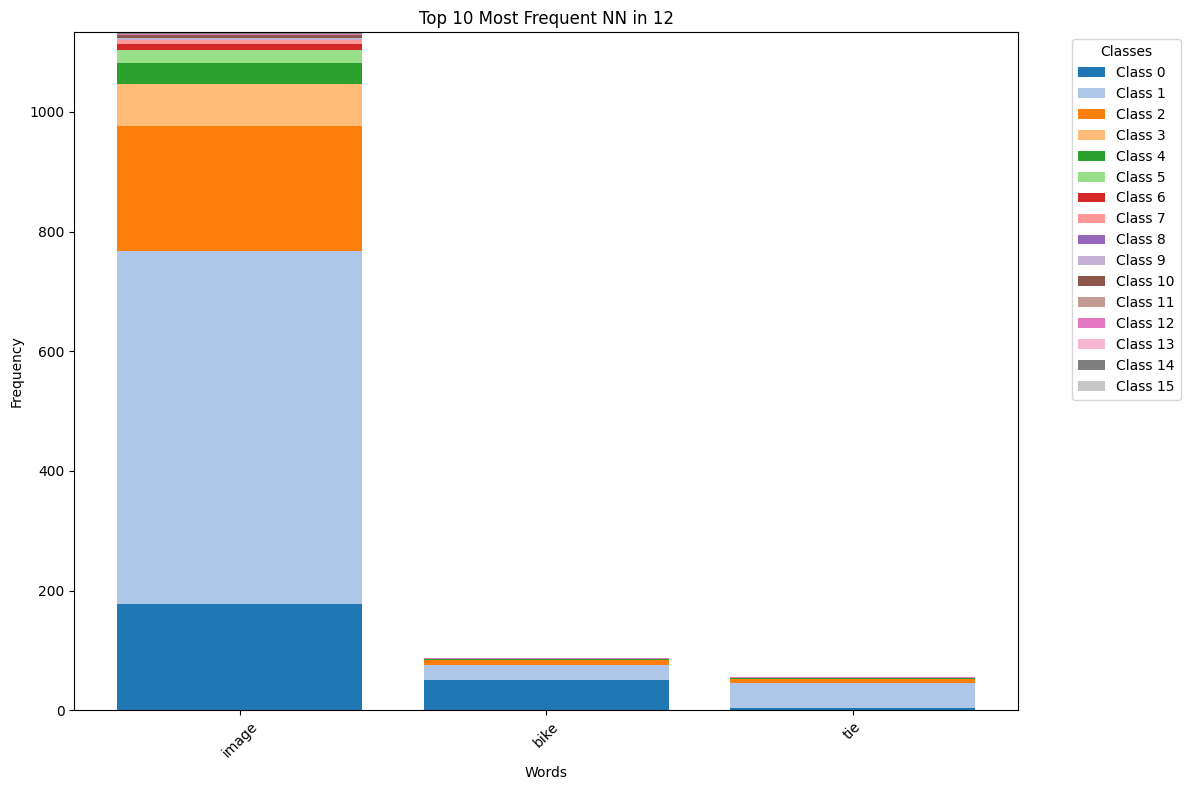 Top 10 Most Frequent NN in 12
Frequency
1000
800
600
400
200
0
image
bike
tie
Words
Classes
Class 0
Class 1
Class 2
Class 3
Class 4
Class 5
Class 6
Class 7
Class 8
Class 9
Class 10
Class 11
Class 12
Class 13
Class 14
Class 15